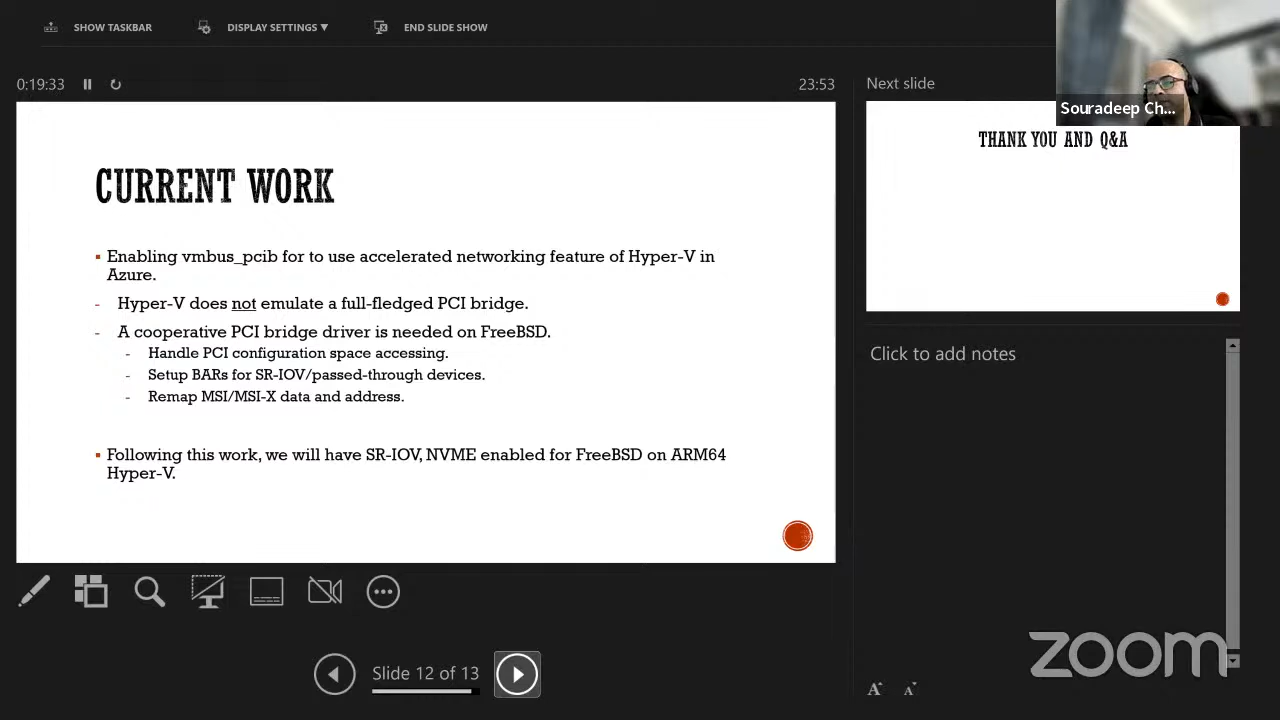 SHOW TASKBAR
DISPLAY SETTINGS ▼
END SLIDE SHOW
0:19:33
23:53
CURRENT WORK
▪ Enabling vmbus_pcib for to use accelerated networking feature of Hyper-V in
Azure.
- Hyper-V does not emulate a full-fledged PCI bridge.
- A cooperative PCI bridge driver is needed on FreeBSD.
- Handle PCI configuration space accessing.
- Setup BARs for SR-IOV/passed-through devices.
- Remap MSI/MSI-X data and address.
▪ Following this work, we will have SR-IOV, NVME enabled for FreeBSD on ARM64
Hyper-V.
Slide 12 of 13
Next slide
Souradeep Ch...
THANK YOU AND Q&A
Click to add notes
zoom
A A